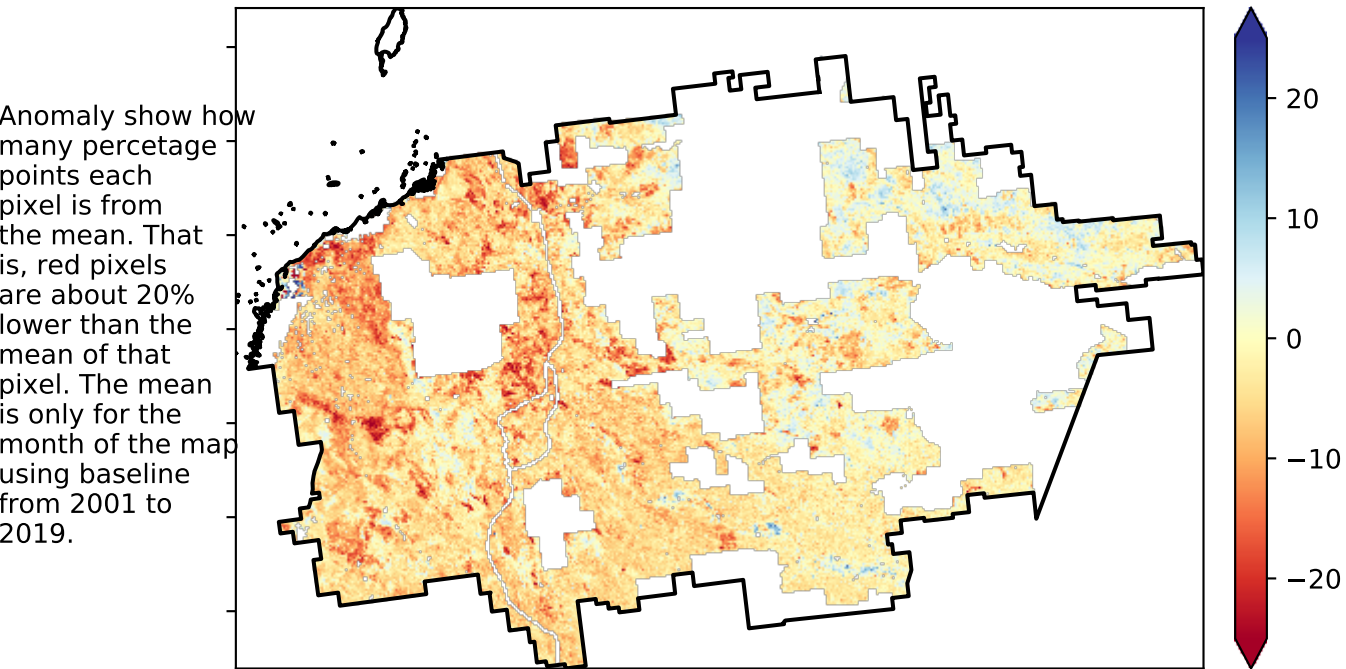 Anomaly show how
many percetage
points each
pixel is from
the mean. That
is, red pixels
are about 20%
lower than the
mean of that
pixel. The mean
is only for the
month of the map
using baseline
from 2001 to
2019.
20
10
0
−10
−20